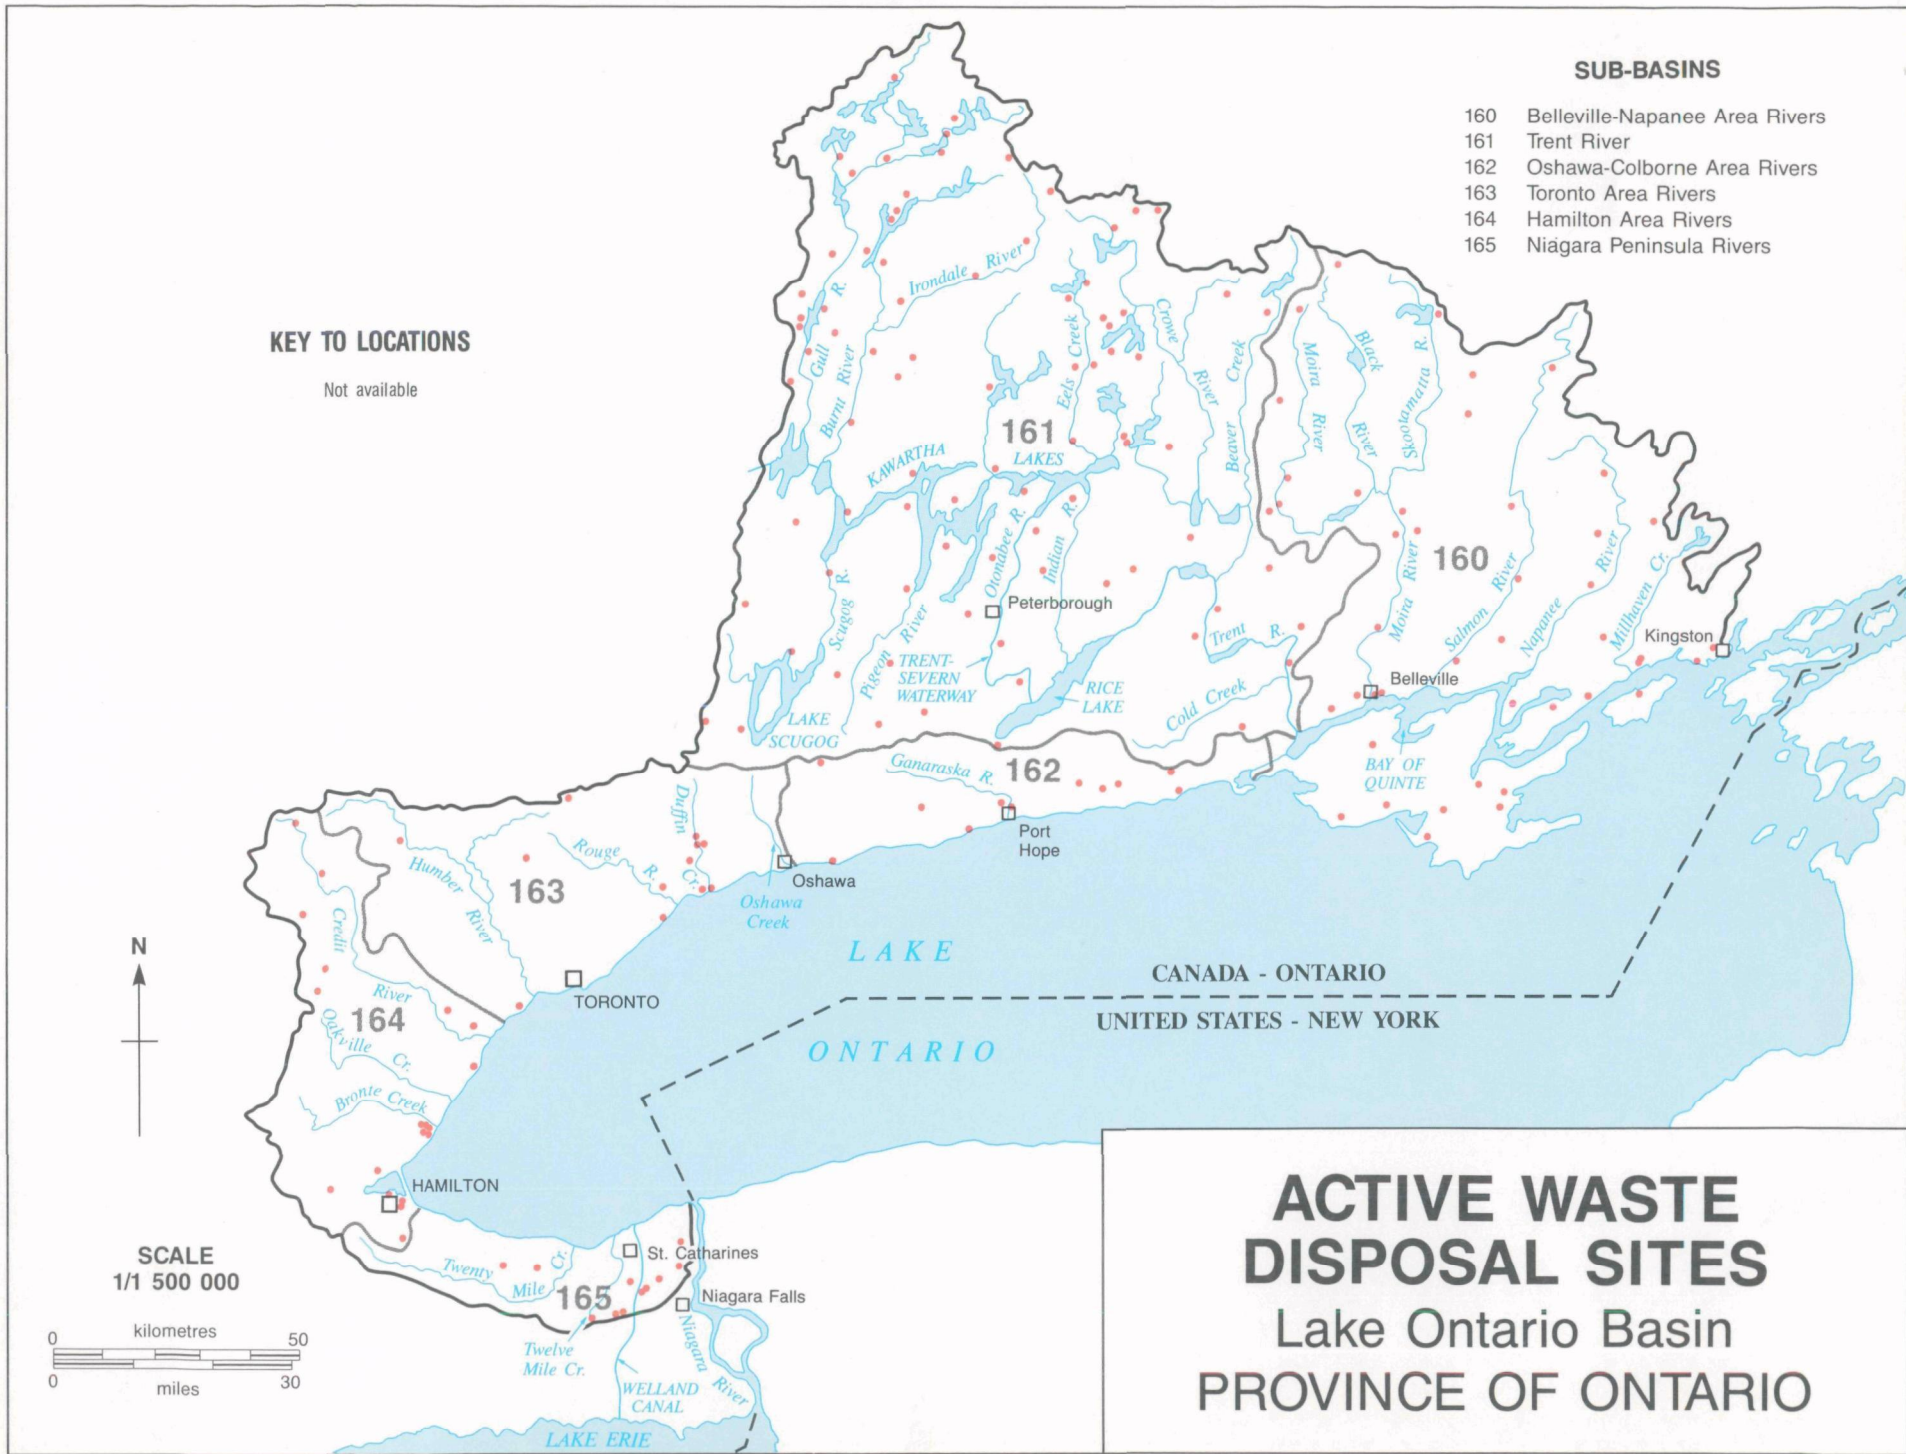 SUB-BASINS
160 Belleville-Napanee Area Rivers
161 Trent River
162 Oshawa-Colborne Area Rivers
163 Toronto Area Rivers
164 Hamilton Area Rivers
165 Niagara Peninsula Rivers
KEY TO LOCATIONS
Not available
Irondale River
Gull R.
Burnt River
Eels Creek
Crowe River
Beaver Creek
Moira River
Black River
Skootamatta R.
161
KAWARTHA LAKES
160
Scugog R.
Pigeon River
Otonabee R.
Indian R.
Peterborough
TRENT-
SEVERN
WATERWAY
RICE
LAKE
Trent R.
Cold Creek
Moira River
Salmon River
Napanee River
Millhaven Cr.
Kingston
Belleville
BAY OF
QUINTE
LAKE
SCUGOG
162
Ganaraska R.
Port
Hope
Duffin Cr.
Rouge R.
Oshawa
Oshawa
Creek
163
Humber River
TORONTO
Credit River
164
Oakville Cr.
Bronte Creek
HAMILTON
N
LAKE
ONTARIO
CANADA - ONTARIO
UNITED STATES - NEW YORK
St. Catharines
Twenty Mile Cr.
165
Niagara Falls
Twelve
Mile Cr.
Niagara River
WELLAND
CANAL
LAKE ERIE
SCALE
1/1 500 000
0 kilometres 50
0 miles 30
ACTIVE WASTE
DISPOSAL SITES
Lake Ontario Basin
PROVINCE OF ONTARIO